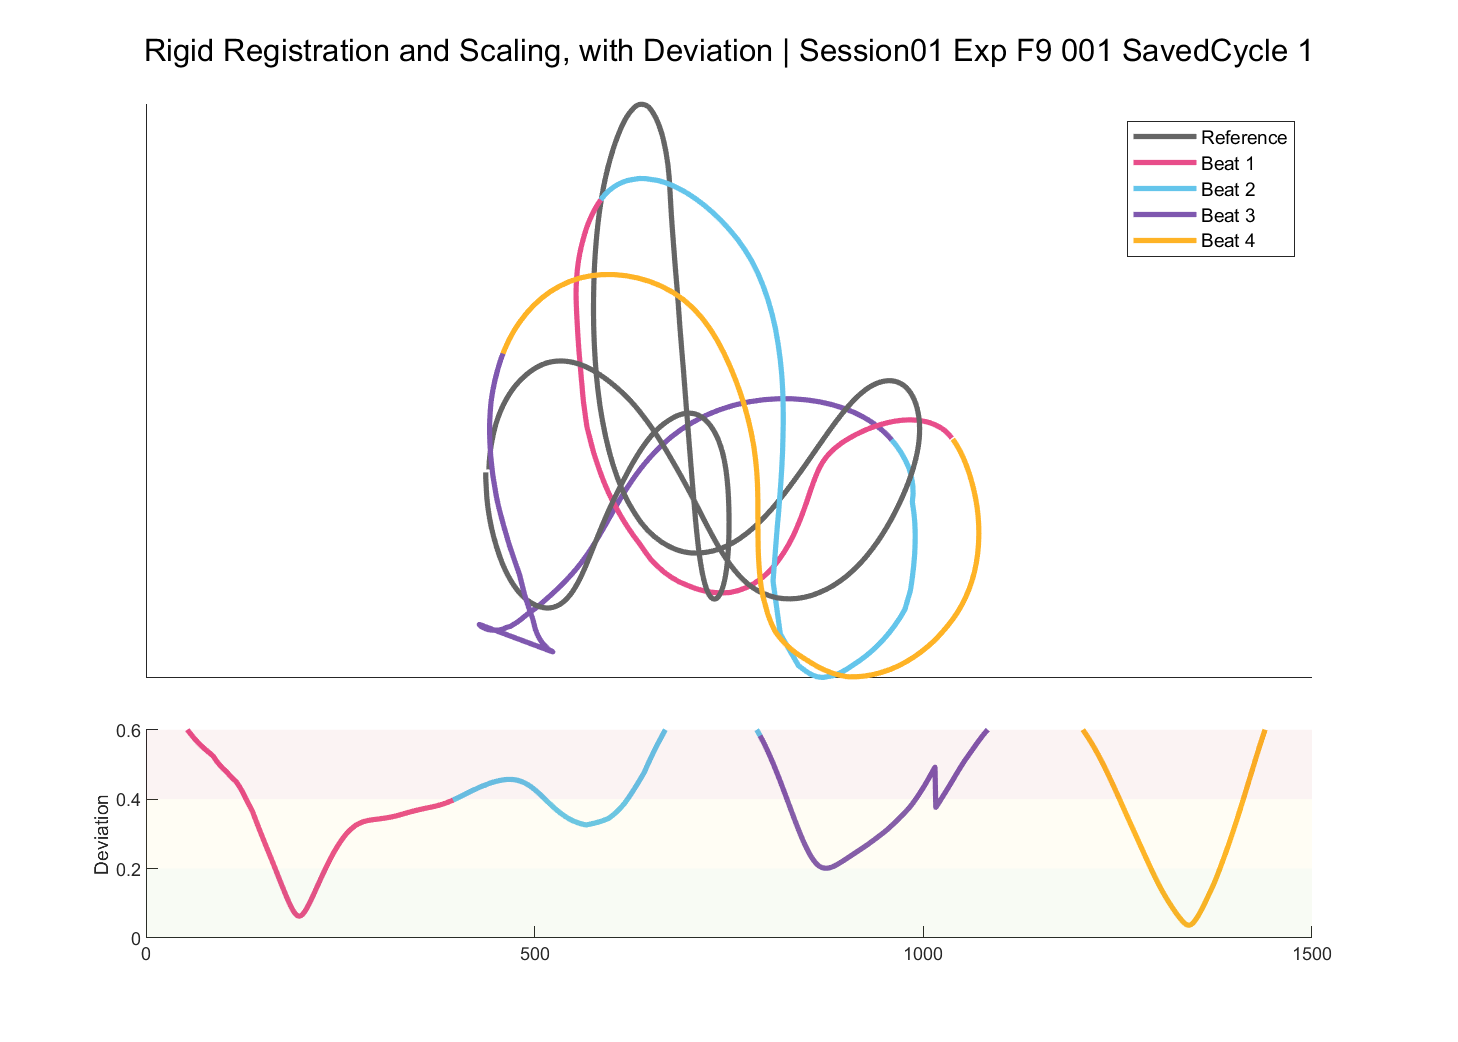 Rigid Registration and Scaling, with Deviation | Session01 Exp F9 001 SavedCycle 1
Reference
Beat 1
Beat 2
Beat 3
Beat 4
0.6
0.4
0.2
0
Deviation
0 500 1000 1500